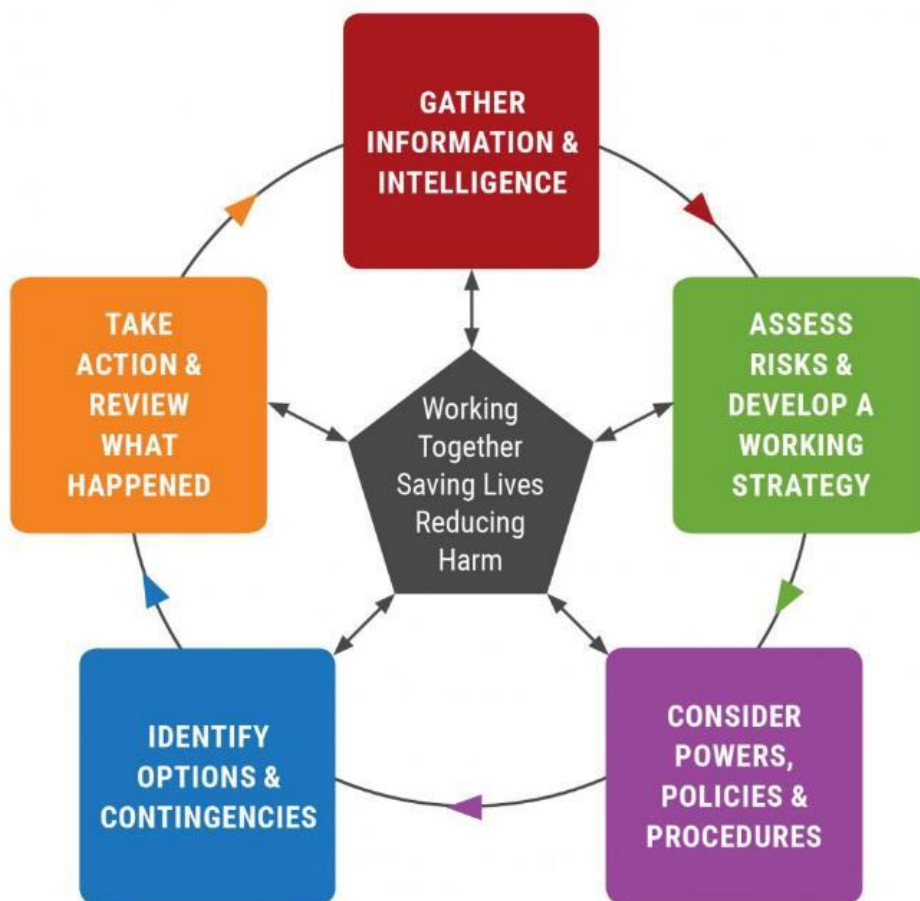 GATHER
INFORMATION &
INTELLIGENCE
ASSESS
RISKS &
DEVELOP A
WORKING
STRATEGY
CONSIDER
POWERS,
POLICIES &
PROCEDURES
IDENTIFY
OPTIONS &
CONTINGENCIES
TAKE
ACTION &
REVIEW
WHAT
HAPPENED
Working
Together
Saving Lives
Reducing
Harm